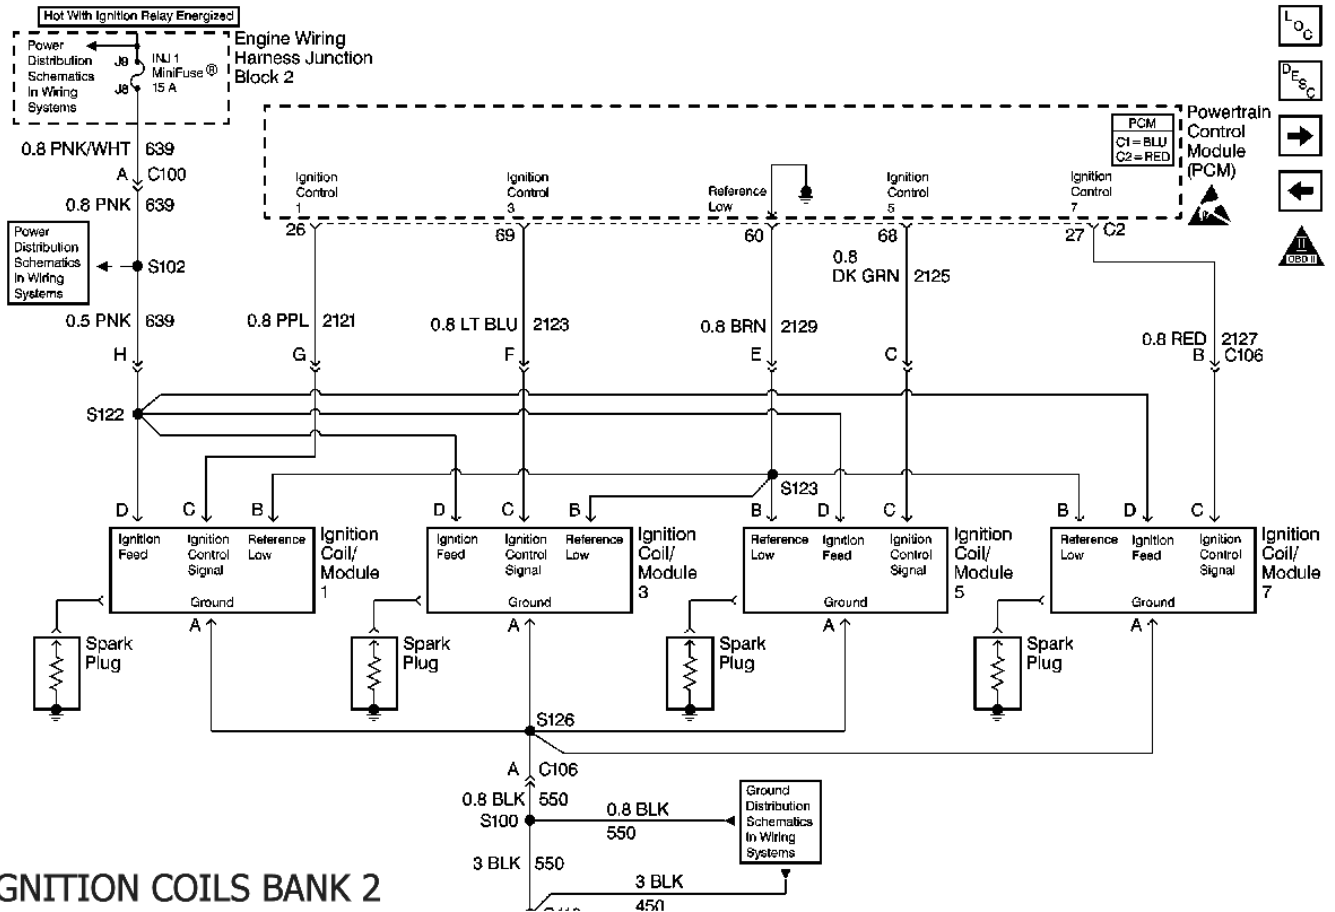 Hot With Ignition Relay Energized
Power
Distribution
Schematics
In Wiring
Systems
J9
J8
INJ 1
MiniFuse ®
15 A
Engine Wiring
Harness Junction
Block 2
0.8 PNK/WHT 639
A C100
0.8 PNK 639
Power
Distribution
Schematics
In Wiring
Systems
S102
0.5 PNK 639
H
Ignition
Control
1
Ignition
Control
3
Reference
Low
Ignition
Control
5
Ignition
Control
7
PCM
C1=BLU
C2=RED
Powertrain
Control
Module
(PCM)
L O C
D E S C
II
OBD II
26
69
60
68
27 C2
0.8 PPL 2121
0.8 LT BLU 2123
0.8 BRN 2129
0.8
DK GRN 2125
0.8 RED 2127
G
F
E
C
B C106
S122
S123
D C B
Ignition
Feed
Ignition
Control
Signal
Reference
Low
Ground
Ignition
Coil/
Module
1
A
Spark
Plug
D C B
Ignition
Feed
Ignition
Control
Signal
Reference
Low
Ground
Ignition
Coil/
Module
3
A
Spark
Plug
B D C
Reference
Low
Ignition
Feed
Ignition
Control
Signal
Ground
Ignition
Coil/
Module
5
A
Spark
Plug
B D C
Reference
Low
Ignition
Feed
Ignition
Control
Signal
Ground
Ignition
Coil/
Module
7
A
Spark
Plug
S126
A C106
0.8 BLK 550
S100
0.8 BLK
550
Ground
Distribution
Schematics
In Wiring
Systems
3 BLK 550
3 BLK
450
GNITION COILS BANK 2